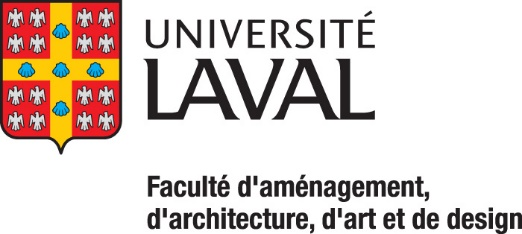 UNIVERSITÉ
LAVAL
Faculté d'aménagement,
d'architecture, d'art et de design